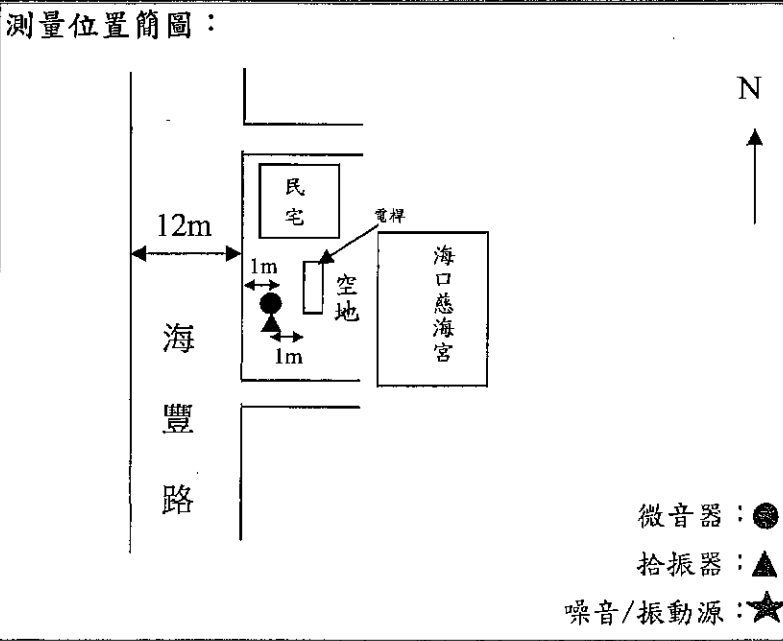 測量位置簡圖：
N
民宅
電桿
12m
1m
空地
海口慈海宮
1m
海豐路
微音器：●
拾振器：▲
噪音/振動源：★